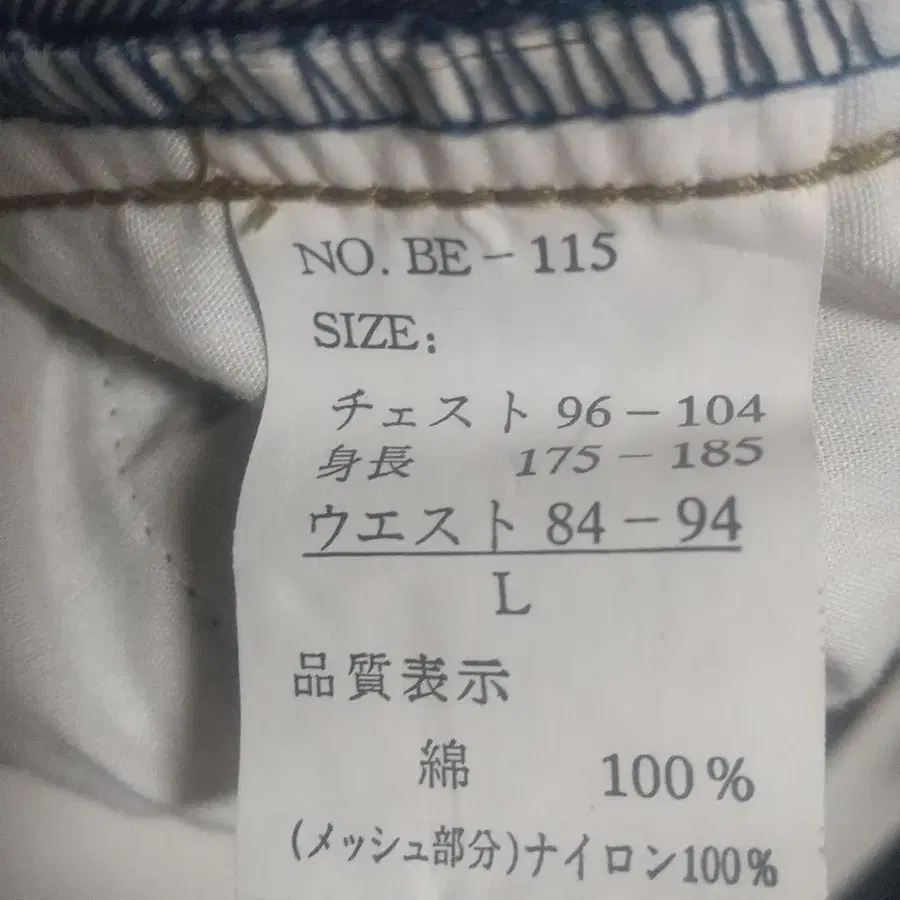 NO. BE-115
SIZE:
チェスト 96-104
身長 175-185
ウエスト 84-94
L
品質表示
綿 100%
(メッシュ部分)ナイロン100%